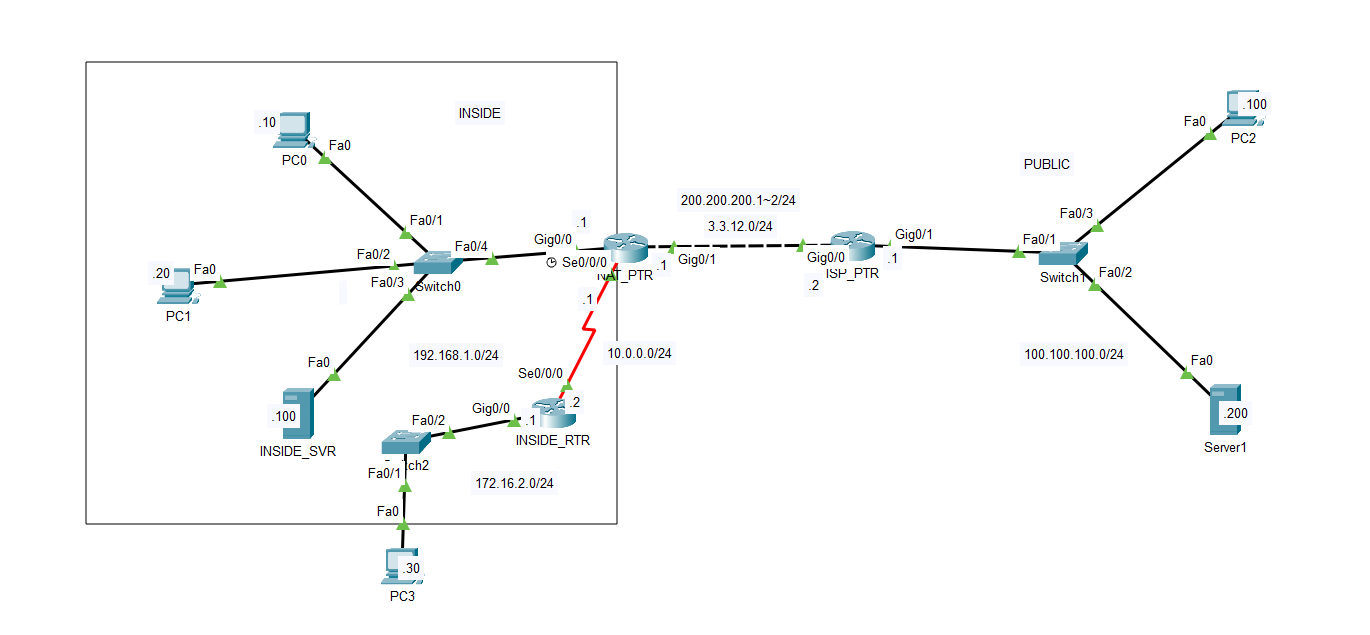 INSIDE
.10
PC0
Fa0
.20
Fa0
PC1
Fa0/1
Fa0/2
Fa0/3
Fa0/4
Switch0
Fa0
.100
INSIDE_SVR
192.168.1.0/24
.1
Gig0/0
Se0/0/0
NAT_PTR
.1
Gig0/1
.1
200.200.200.1~2/24
3.3.12.0/24
Gig0/0
.2
ISP_PTR
Gig0/1
.1
PUBLIC
Fa0/1
Fa0/3
Fa0/2
Switch1
Fa0
.100
PC2
100.100.100.0/24
Fa0
.200
Server1
10.0.0.0/24
Se0/0/0
.2
Gig0/0
.1
INSIDE_RTR
Fa0/2
Fa0/1
172.16.2.0/24
Fa0
.30
PC3